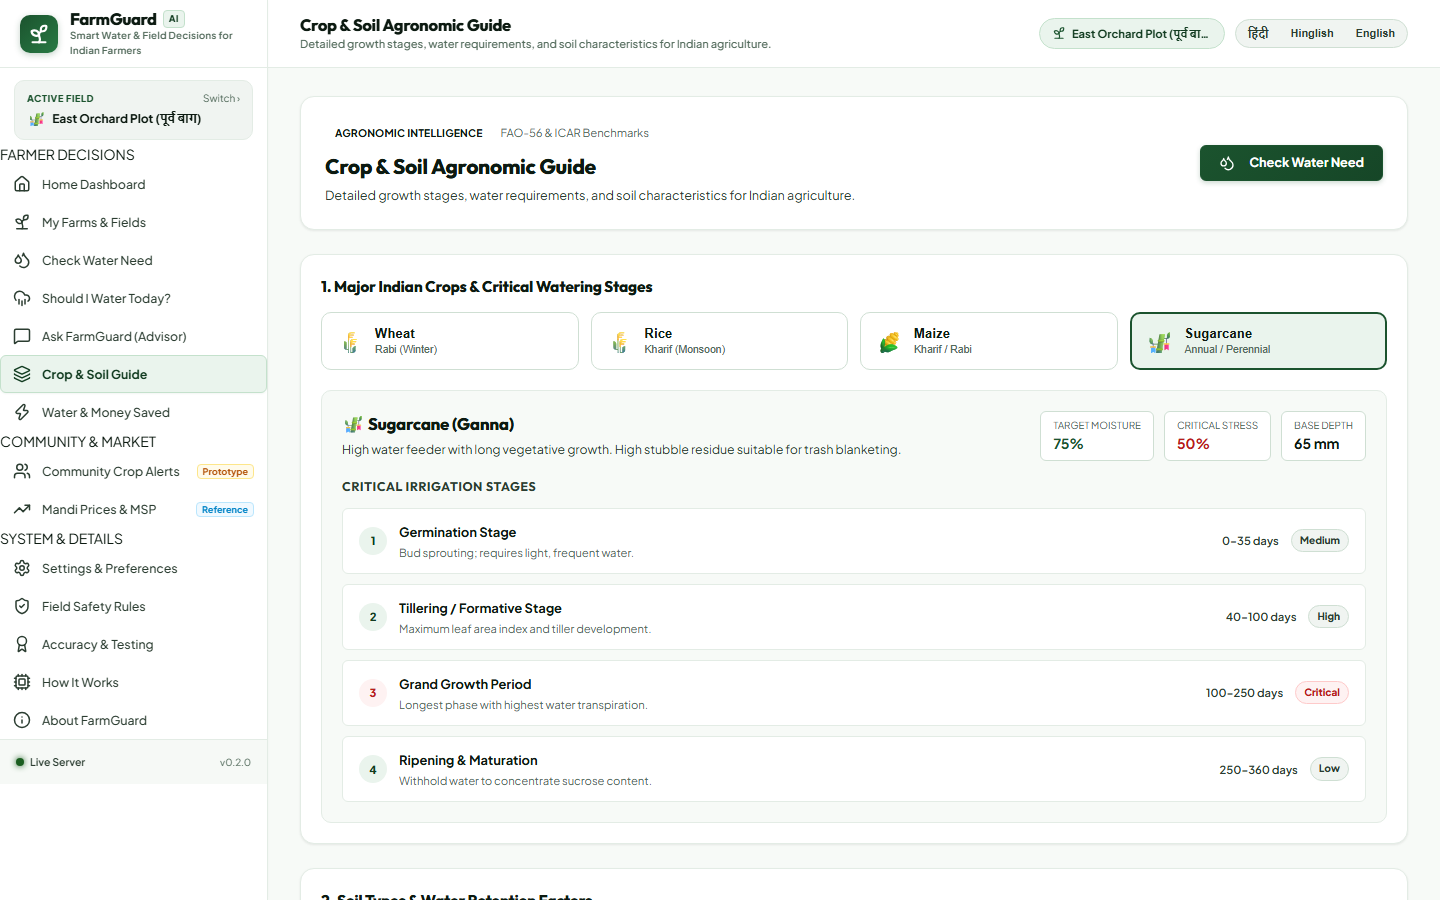 FarmGuard AI
Smart Water & Field Decisions for
Indian Farmers
ACTIVE FIELD Switch ›
East Orchard Plot (पूर्व बाग)
FARMER DECISIONS
Home Dashboard
My Farms & Fields
Check Water Need
Should I Water Today?
Ask FarmGuard (Advisor)
Crop & Soil Guide
Water & Money Saved
COMMUNITY & MARKET
Community Crop Alerts Prototype
Mandi Prices & MSP Reference
SYSTEM & DETAILS
Settings & Preferences
Field Safety Rules
Accuracy & Testing
How It Works
About FarmGuard
Live Server v0.2.0
Crop & Soil Agronomic Guide
Detailed growth stages, water requirements, and soil characteristics for Indian agriculture.
East Orchard Plot (पूर्व बा...
हिंदी Hinglish English
AGRONOMIC INTELLIGENCE FAO-56 & ICAR Benchmarks
Crop & Soil Agronomic Guide
Detailed growth stages, water requirements, and soil characteristics for Indian agriculture.
Check Water Need
1. Major Indian Crops & Critical Watering Stages
Wheat
Rabi (Winter)
Rice
Kharif (Monsoon)
Maize
Kharif / Rabi
Sugarcane
Annual / Perennial
Sugarcane (Ganna)
High water feeder with long vegetative growth. High stubble residue suitable for trash blanketing.
TARGET MOISTURE
75%
CRITICAL STRESS
50%
BASE DEPTH
65 mm
CRITICAL IRRIGATION STAGES
1
Germination Stage
Bud sprouting; requires light, frequent water.
0–35 days Medium
2
Tillering / Formative Stage
Maximum leaf area index and tiller development.
40–100 days High
3
Grand Growth Period
Longest phase with highest water transpiration.
100–250 days Critical
4
Ripening & Maturation
Withhold water to concentrate sucrose content.
250–360 days Low
2. Soil Types & Water Retention Factors